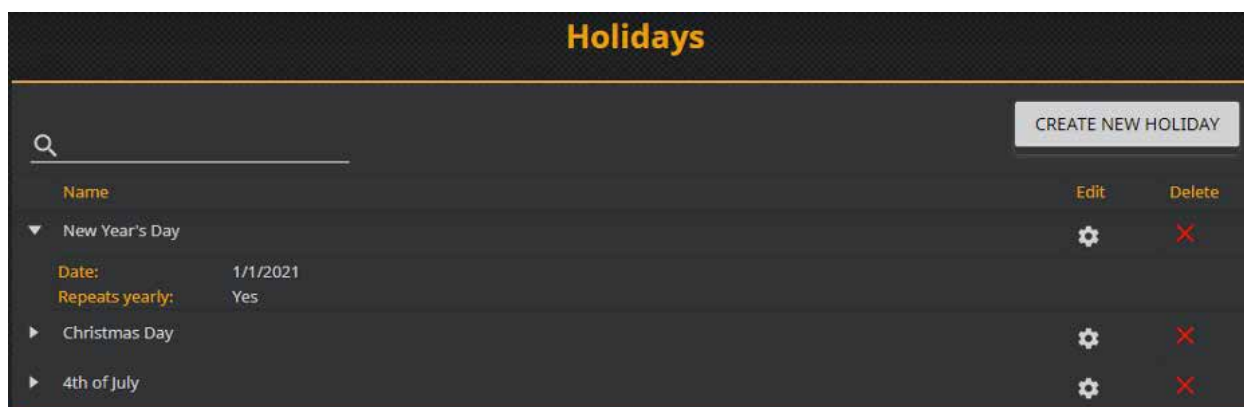 Holidays
CREATE NEW HOLIDAY
Name Edit Delete
New Year's Day
Date: 1/1/2021
Repeats yearly: Yes
Christmas Day
4th of July